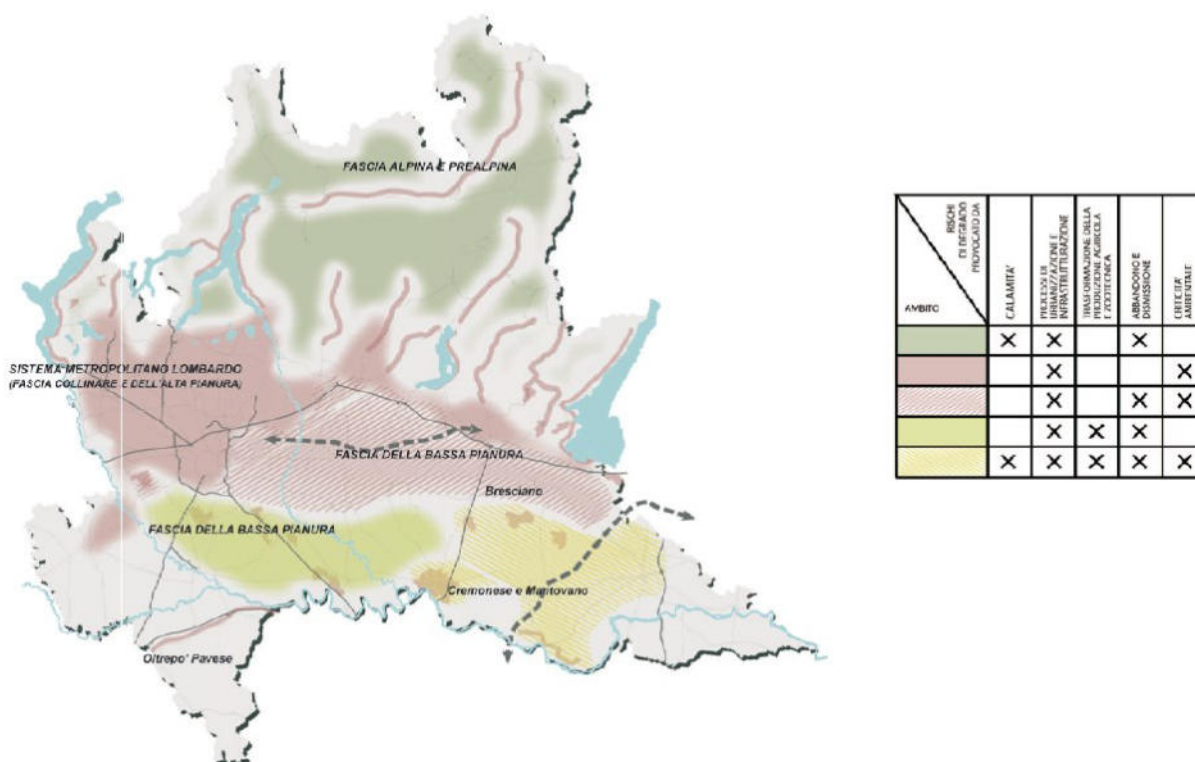 FASCIA ALPINA E PREALPINA
SISTEMA METROPOLITANO LOMBARDO
(FASCIA COLLINARE E DELL'ALTA PIANURA)
FASCIA DELLA BASSA PIANURA
Bresciano
FASCIA DELLA BASSA PIANURA
Cremonese e Mantovano
Oltrepo' Pavese
RISCHI
DI DEGRADO
PROVOCATO DA
AMBITO
CALAMITA'
PROCESSI DI
URBANIZZAZIONE E
INFRASTRUTTURAZIONE
TRASFORMAZIONE DELLA
PRODUZIONE AGRICOLA
E ZOOTECNICA
ABBANDONO E
DISMISSIONE
CRITICITA'
AMBIENTALE
X X X
X X
X X X
X X X
X X X X X